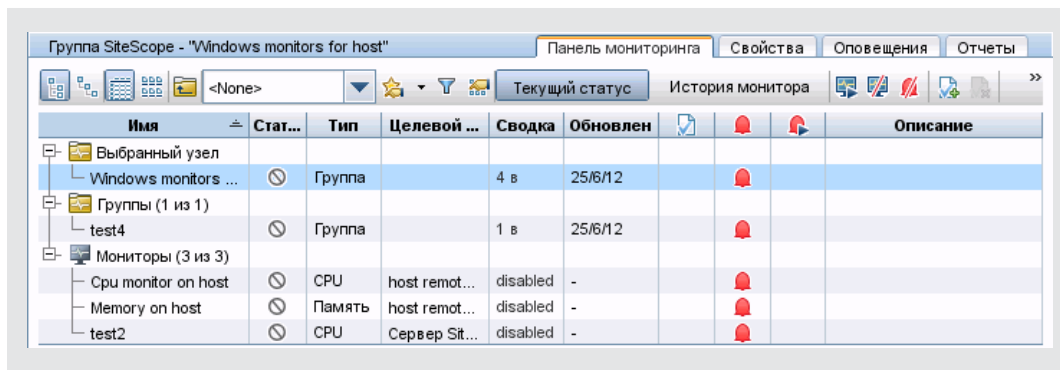 Группа SiteScope - "Windows monitors for host" Панель мониторинга Свойства Оповещения Отчеты
<None> Текущий статус История монитора »
Имя Стат... Тип Целевой ... Сводка Обновлен Описание
Выбранный узел
Windows monitors ... Группа 4 в 25/6/12
Группы (1 из 1)
test4 Группа 1 в 25/6/12
Мониторы (3 из 3)
Cpu monitor on host CPU host remot... disabled -
Memory on host Память host remot... disabled -
test2 CPU Сервер Sit... disabled -